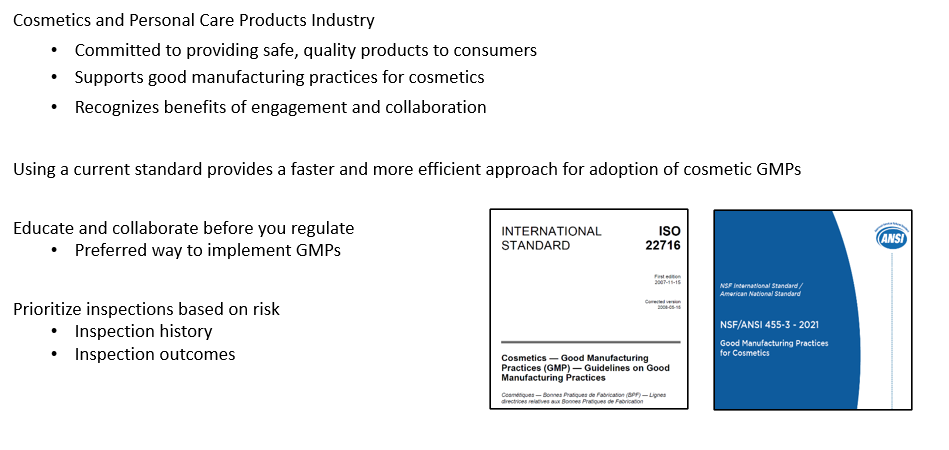 Cosmetics and Personal Care Products Industry
• Committed to providing safe, quality products to consumers
• Supports good manufacturing practices for cosmetics
• Recognizes benefits of engagement and collaboration
Using a current standard provides a faster and more efficient approach for adoption of cosmetic GMPs
Educate and collaborate before you regulate
• Preferred way to implement GMPs
Prioritize inspections based on risk
• Inspection history
• Inspection outcomes
INTERNATIONAL
STANDARD
ISO
22716
First edition
2007-11-15
Corrected version
2008-05-15
Cosmetics — Good Manufacturing
Practices (GMP) — Guidelines on Good
Manufacturing Practices
Cosmétiques — Bonnes Pratiques de Fabrication (BPF) — Lignes
directrices relatives aux Bonnes Pratiques de Fabrication
ANSI
NSF International Standard /
American National Standard
NSF/ANSI 455-3 - 2021
Good Manufacturing Practices
for Cosmetics